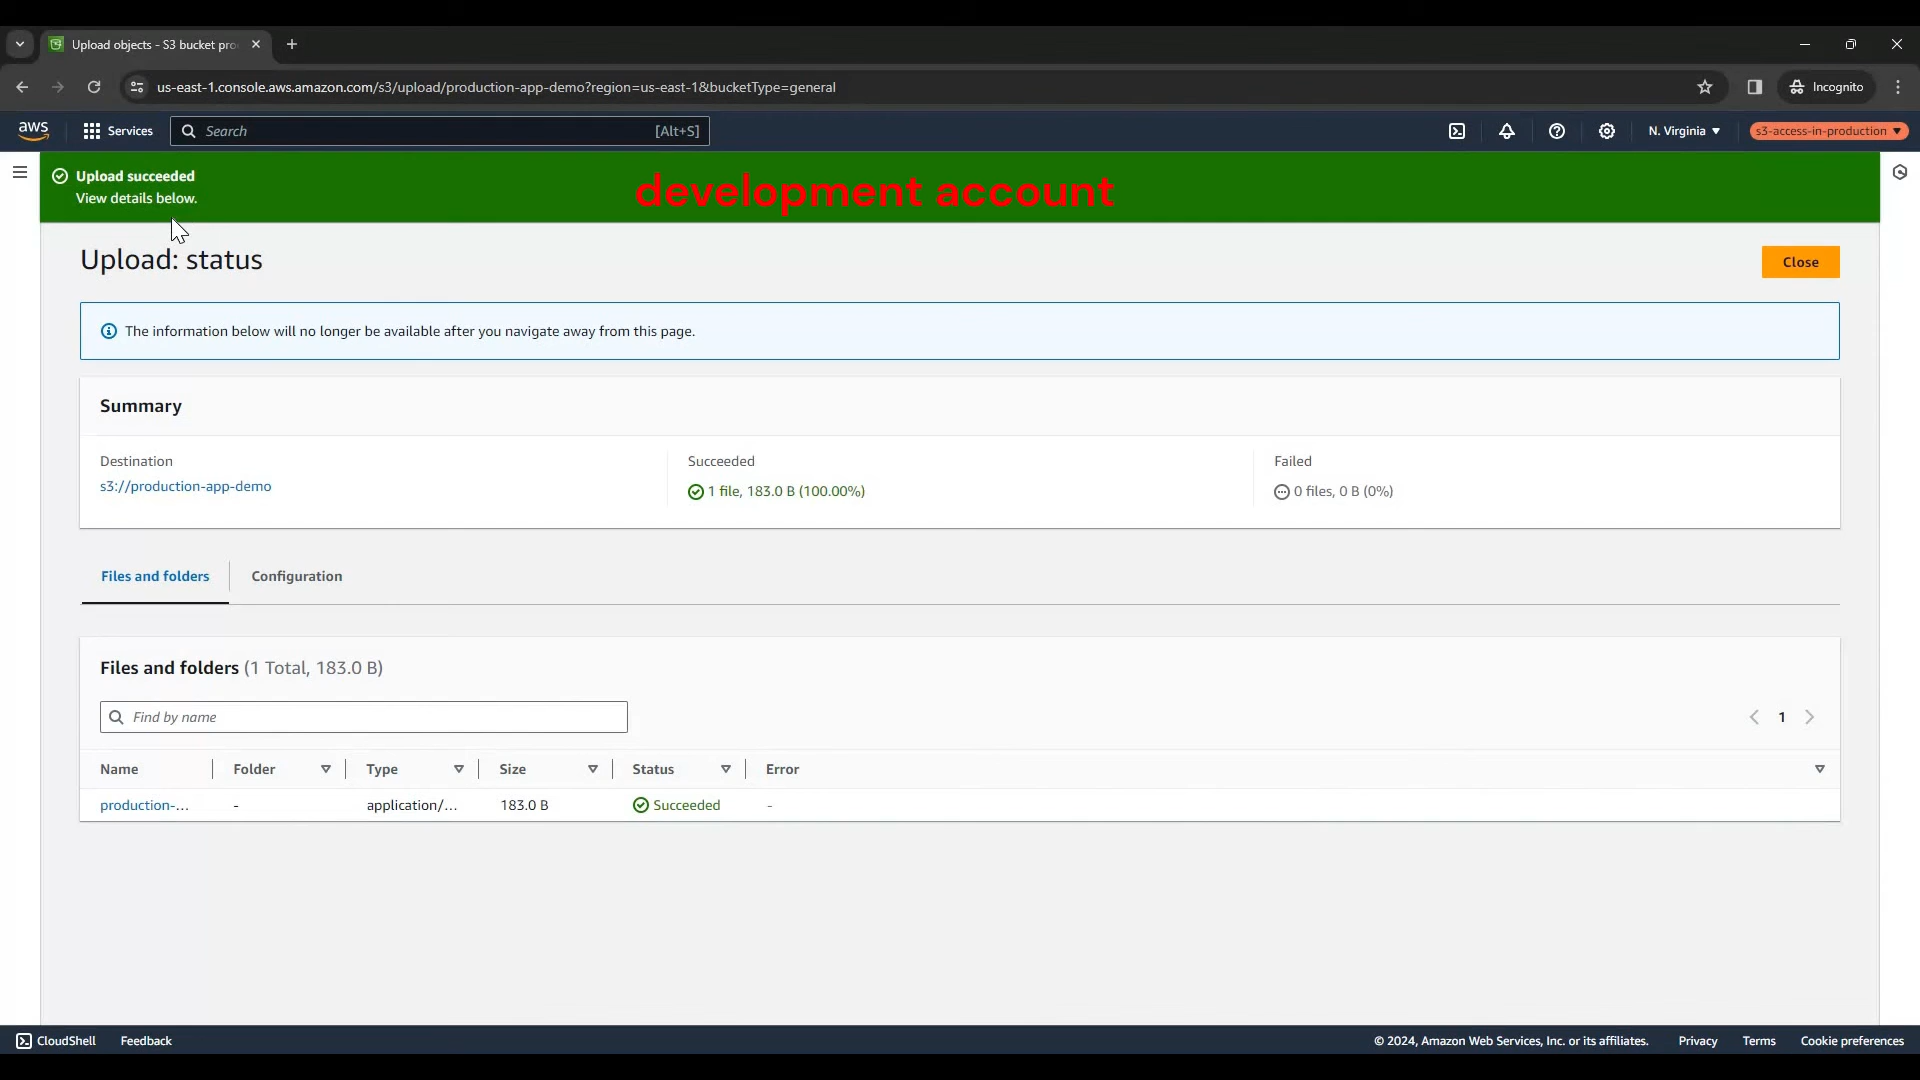 Upload objects - S3 bucket pro
us-east-1.console.aws.amazon.com/s3/upload/production-app-demo?region=us-east-1&bucketType=general
Incognito
aws
Services
Search
[Alt+S]
N. Virginia
s3-access-in-production
Upload succeeded
View details below.
development account
Upload: status
Close
The information below will no longer be available after you navigate away from this page.
Summary
Destination
Succeeded
Failed
s3://production-app-demo
1 file, 183.0 B (100.00%)
0 files, 0 B (0%)
Files and folders
Configuration
Files and folders (1 Total, 183.0 B)
Find by name
1
Name
Folder
Type
Size
Status
Error
production-...
-
application/...
183.0 B
Succeeded
-
CloudShell
Feedback
© 2024, Amazon Web Services, Inc. or its affiliates.
Privacy
Terms
Cookie preferences